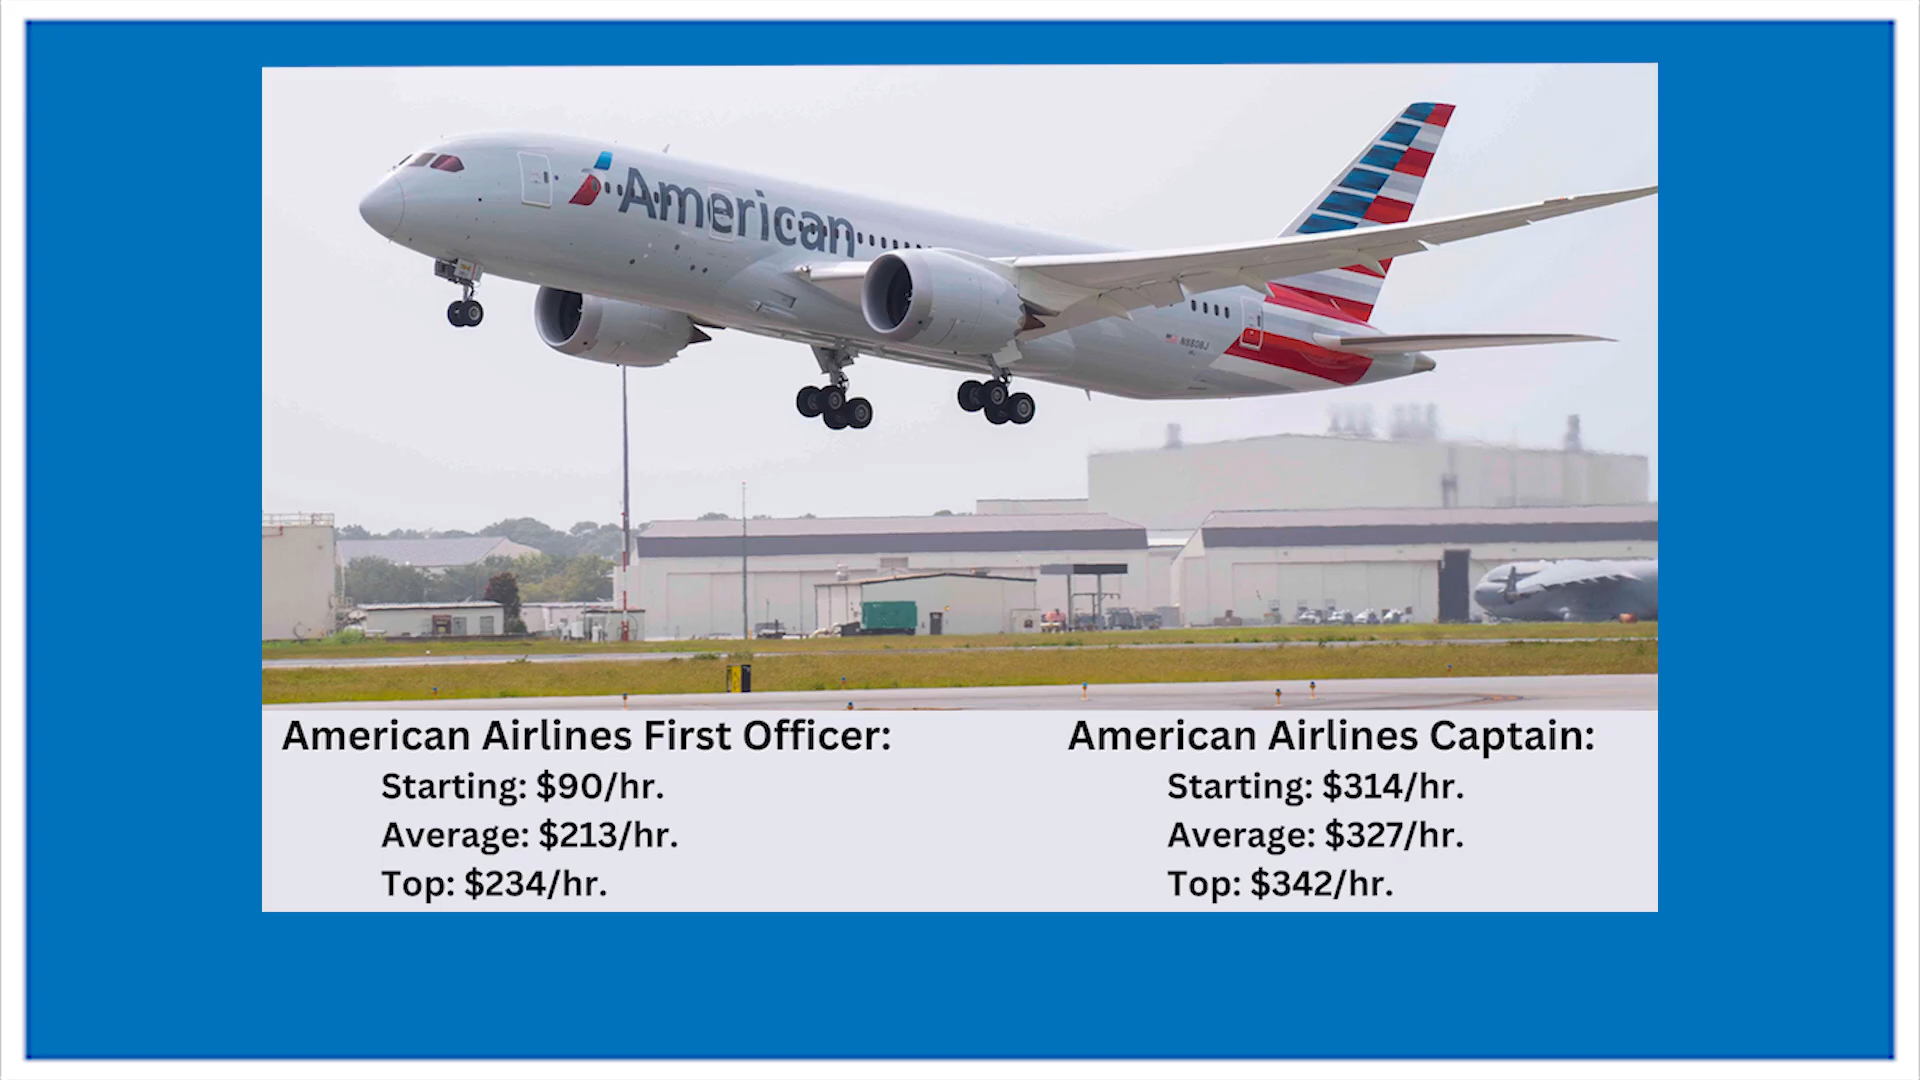 American
American Airlines First Officer:
Starting: $90/hr.
Average: $213/hr.
Top: $234/hr.
American Airlines Captain:
Starting: $314/hr.
Average: $327/hr.
Top: $342/hr.